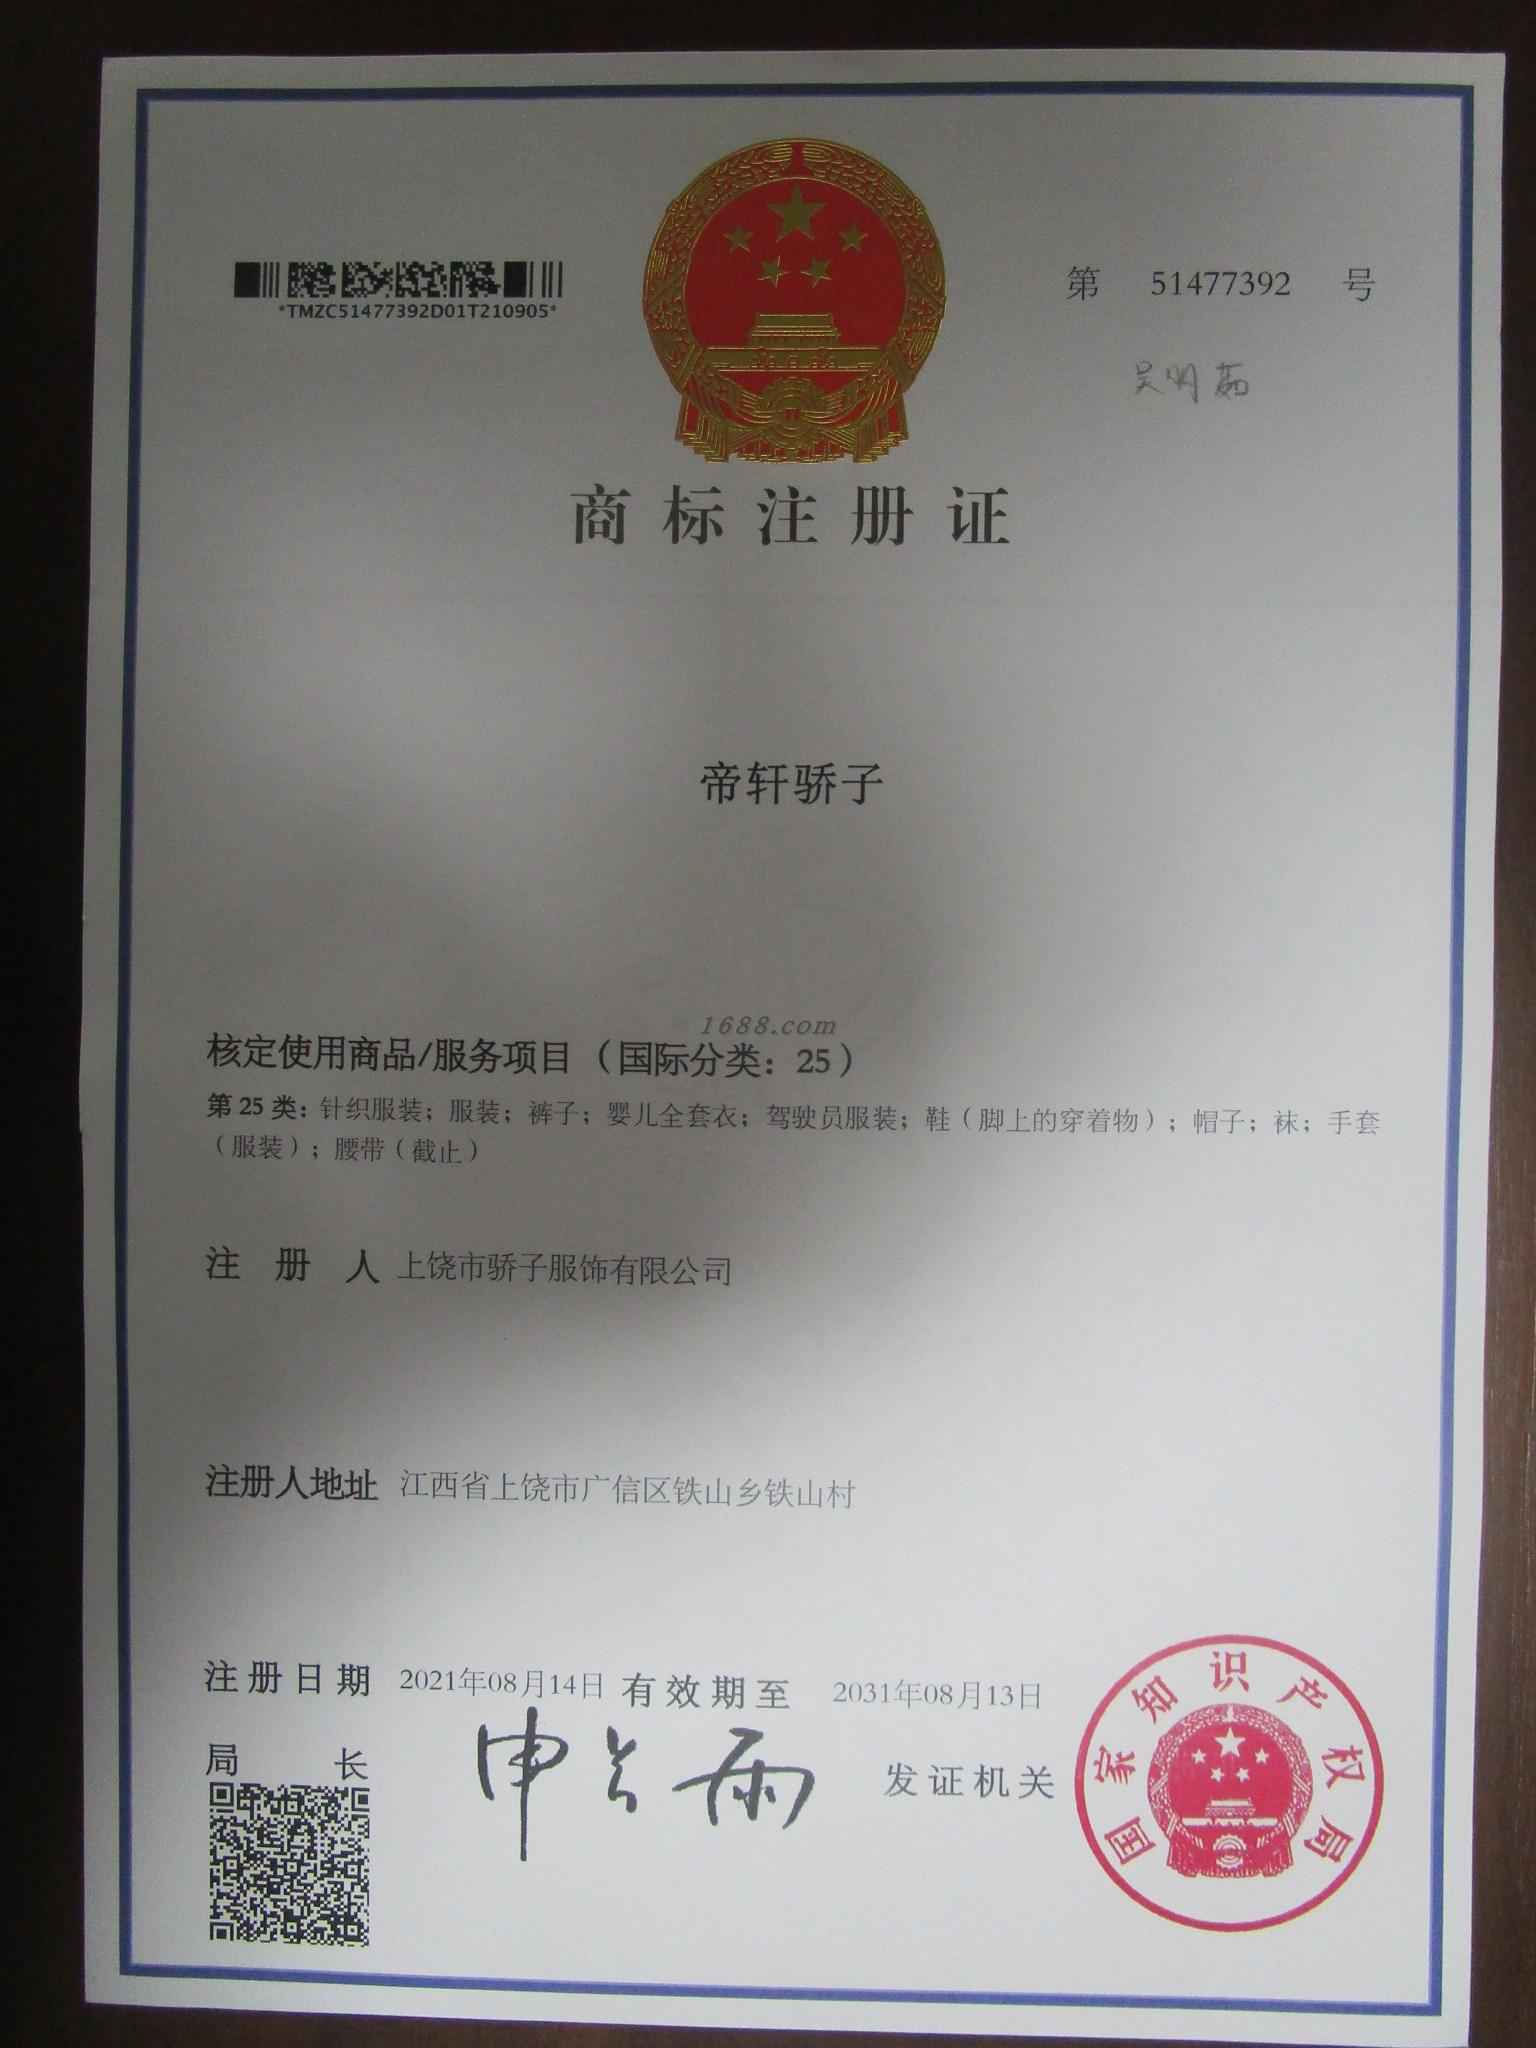 *TMZC51477392D01T210905*
第 51477392 号
吴明茹
商标注册证
帝轩骄子
1688.com
核定使用商品/服务项目（国际分类：25）
第25类：针织服装；服装；裤子；婴儿全套衣；驾驶员服装；鞋（脚上的穿着物）；帽子；袜；手套
（服装）；腰带（截止）
注册人 上饶市骄子服饰有限公司
注册人地址 江西省上饶市广信区铁山乡铁山村
注册日期 2021年08月14日 有效期至 2031年08月13日
局长 申长雨 发证机关
国家知识产权局